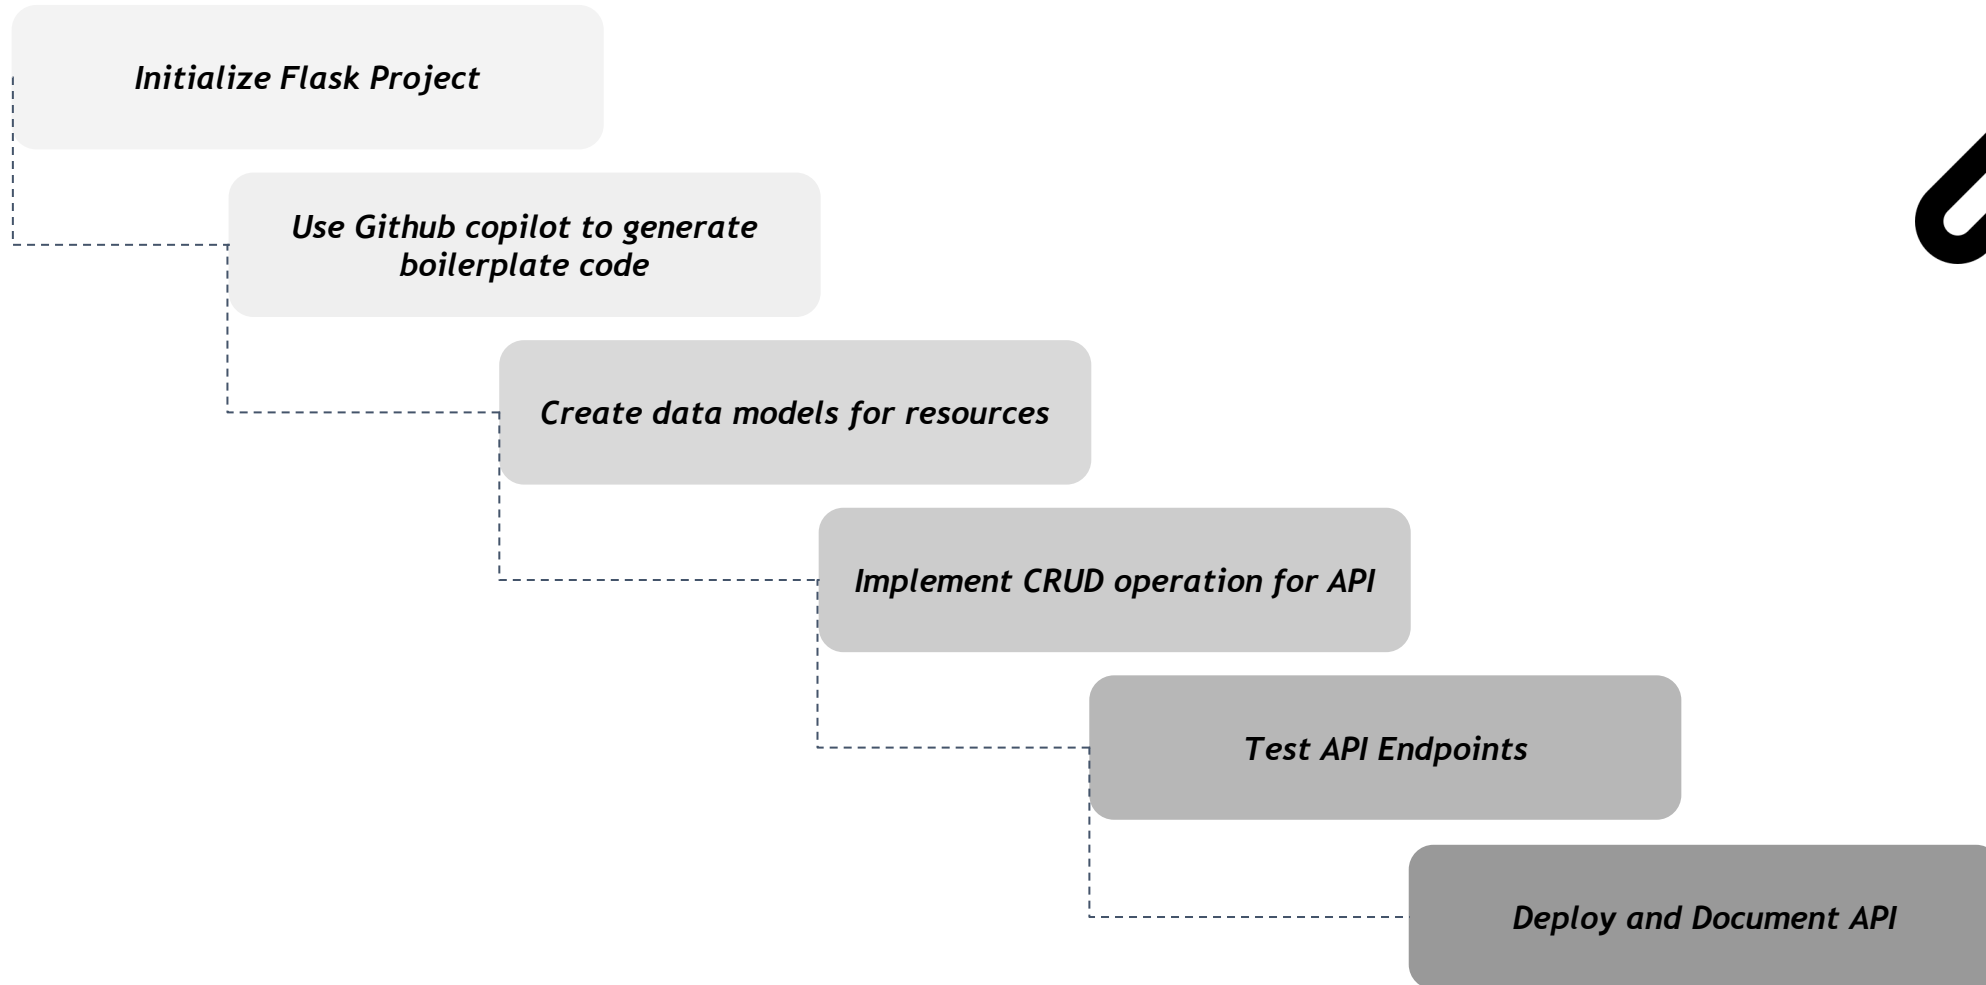 Initialize Flask Project
Use Github copilot to generate
boilerplate code
Create data models for resources
Implement CRUD operation for API
Test API Endpoints
Deploy and Document API